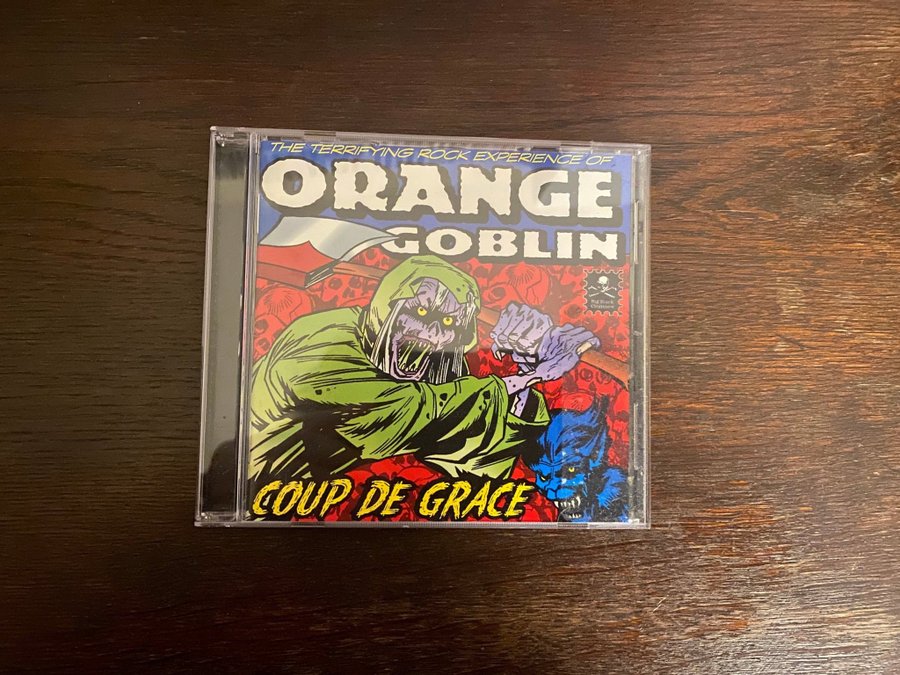 THE TERRIFYING ROCK EXPERIENCE OF
ORANGE
GOBLIN
COUP DE GRACE